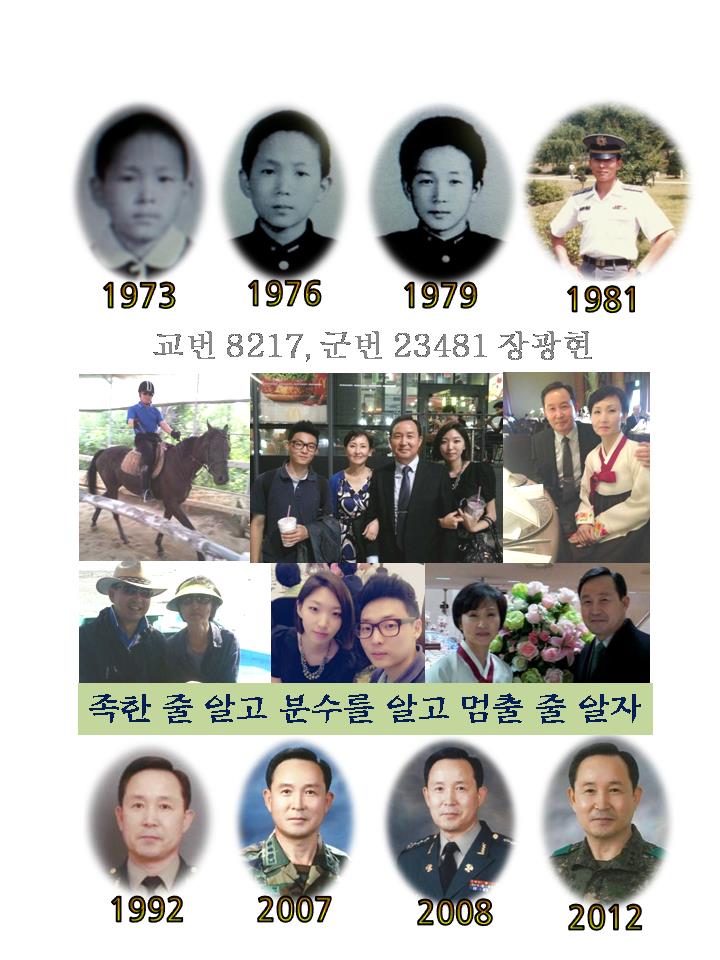 1973 1976 1979 1981
교번 8217, 군번 23481 장광현
족한 줄 알고 분수를 알고 멈출 줄 알자
1992 2007 2008 2012